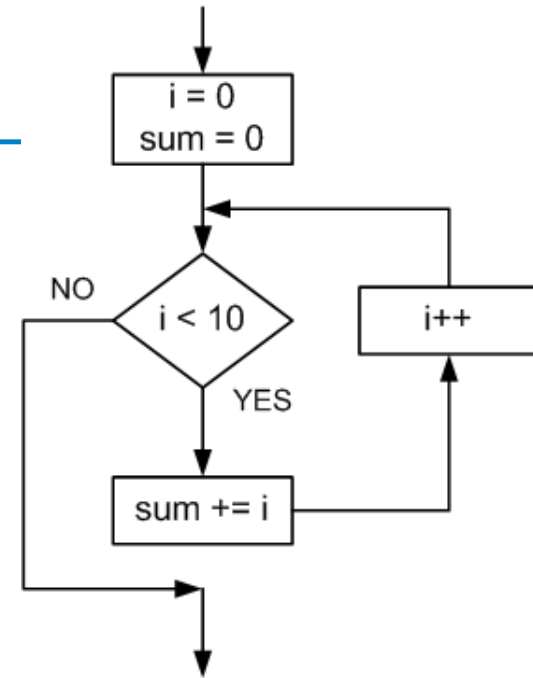 i = 0
sum = 0
NO
i < 10
i++
YES
sum += i